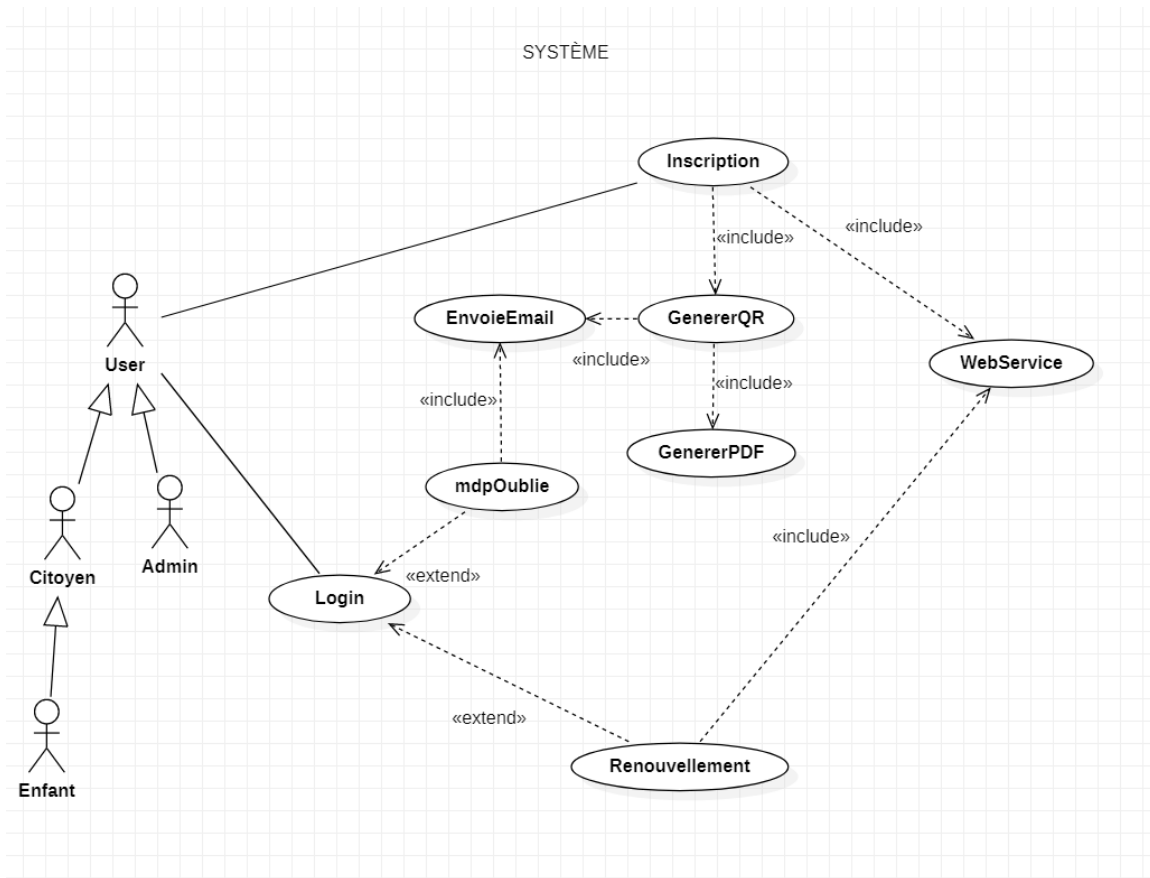 SYSTÈME
Inscription
«include»
«include»
EnvoieEmail
GenererQR
«include»
WebService
User
«include»
«include»
GenererPDF
mdpOublie
«include»
Citoyen
Admin
«extend»
Login
«extend»
Renouvellement
Enfant